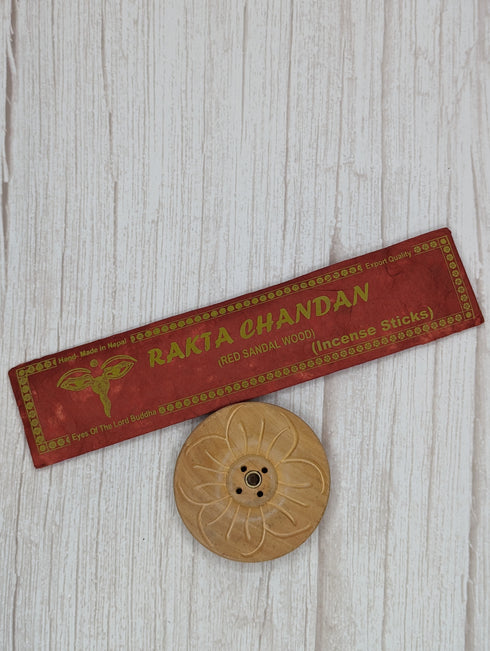 Hand. Made in Nepal
Export Quality
RAKTA CHANDAN
(RED SANDAL WOOD)
(Incense Sticks)
Eyes Of The Lord Buddha